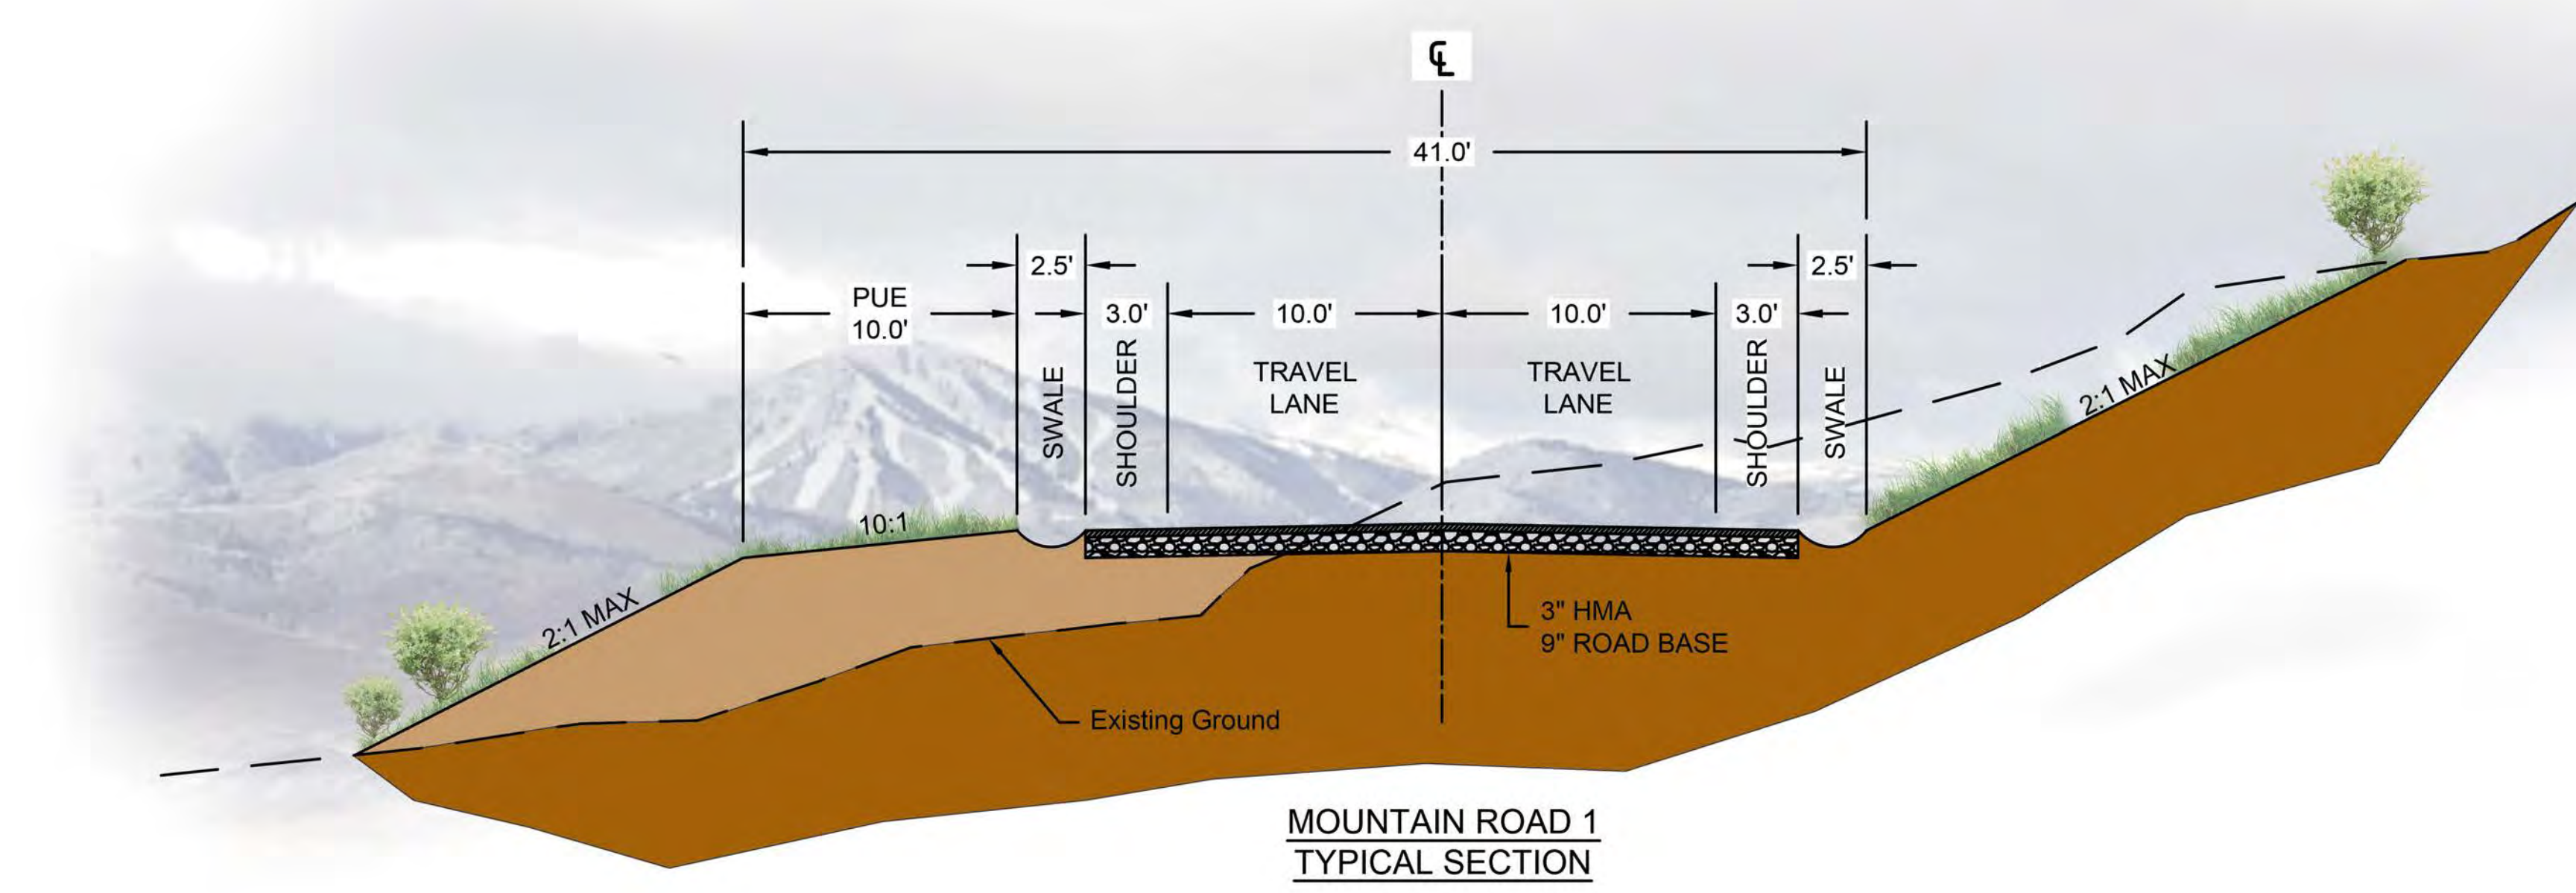 ℄
41.0'
2.5'
2.5'
PUE
10.0'
3.0'
10.0'
10.0'
3.0'
SWALE
SHOULDER
TRAVEL
LANE
TRAVEL
LANE
SHOULDER
SWALE
2:1 MAX
10:1
2:1 MAX
3" HMA
9" ROAD BASE
Existing Ground
MOUNTAIN ROAD 1
TYPICAL SECTION